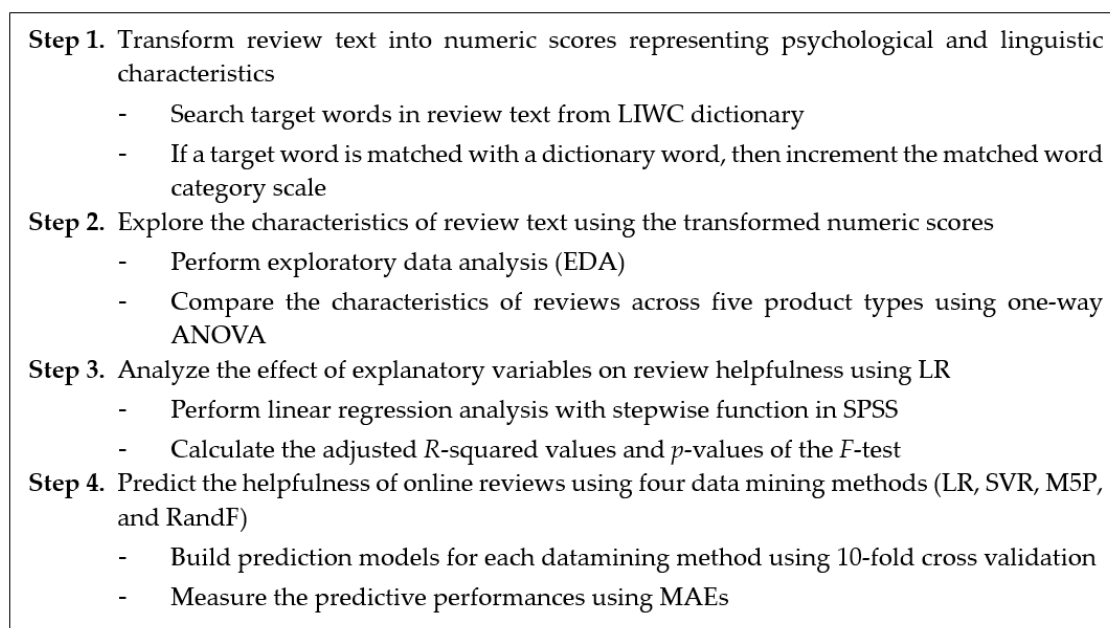 Step 1. Transform review text into numeric scores representing psychological and linguistic
characteristics
- Search target words in review text from LIWC dictionary
- If a target word is matched with a dictionary word, then increment the matched word
category scale
Step 2. Explore the characteristics of review text using the transformed numeric scores
- Perform exploratory data analysis (EDA)
- Compare the characteristics of reviews across five product types using one-way
ANOVA
Step 3. Analyze the effect of explanatory variables on review helpfulness using LR
- Perform linear regression analysis with stepwise function in SPSS
- Calculate the adjusted R-squared values and p-values of the F-test
Step 4. Predict the helpfulness of online reviews using four data mining methods (LR, SVR, M5P,
and RandF)
- Build prediction models for each datamining method using 10-fold cross validation
- Measure the predictive performances using MAEs